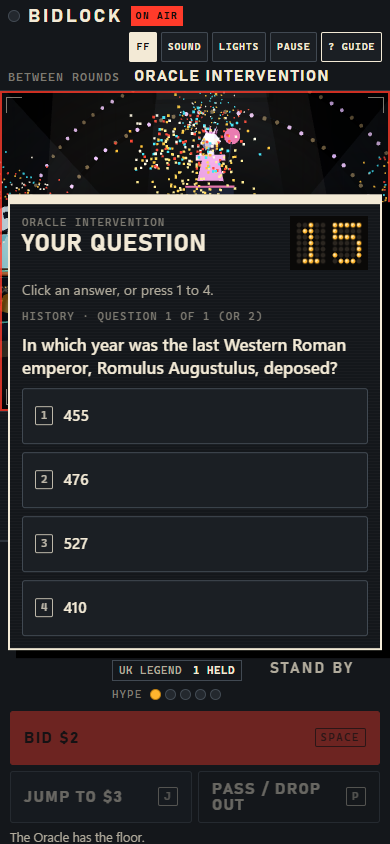 BIDLOCK ON AIR
FF SOUND LIGHTS PAUSE ? GUIDE
BETWEEN ROUNDS ORACLE INTERVENTION
ORACLE INTERVENTION
YOUR QUESTION
15
Click an answer, or press 1 to 4.
HISTORY · QUESTION 1 OF 1 (OR 2)
In which year was the last Western Roman
emperor, Romulus Augustulus, deposed?
1 455
2 476
3 527
4 410
UK LEGEND 1 HELD STAND BY
HYPE
BID $2 SPACE
JUMP TO $3 J
PASS / DROP
OUT P
The Oracle has the floor.